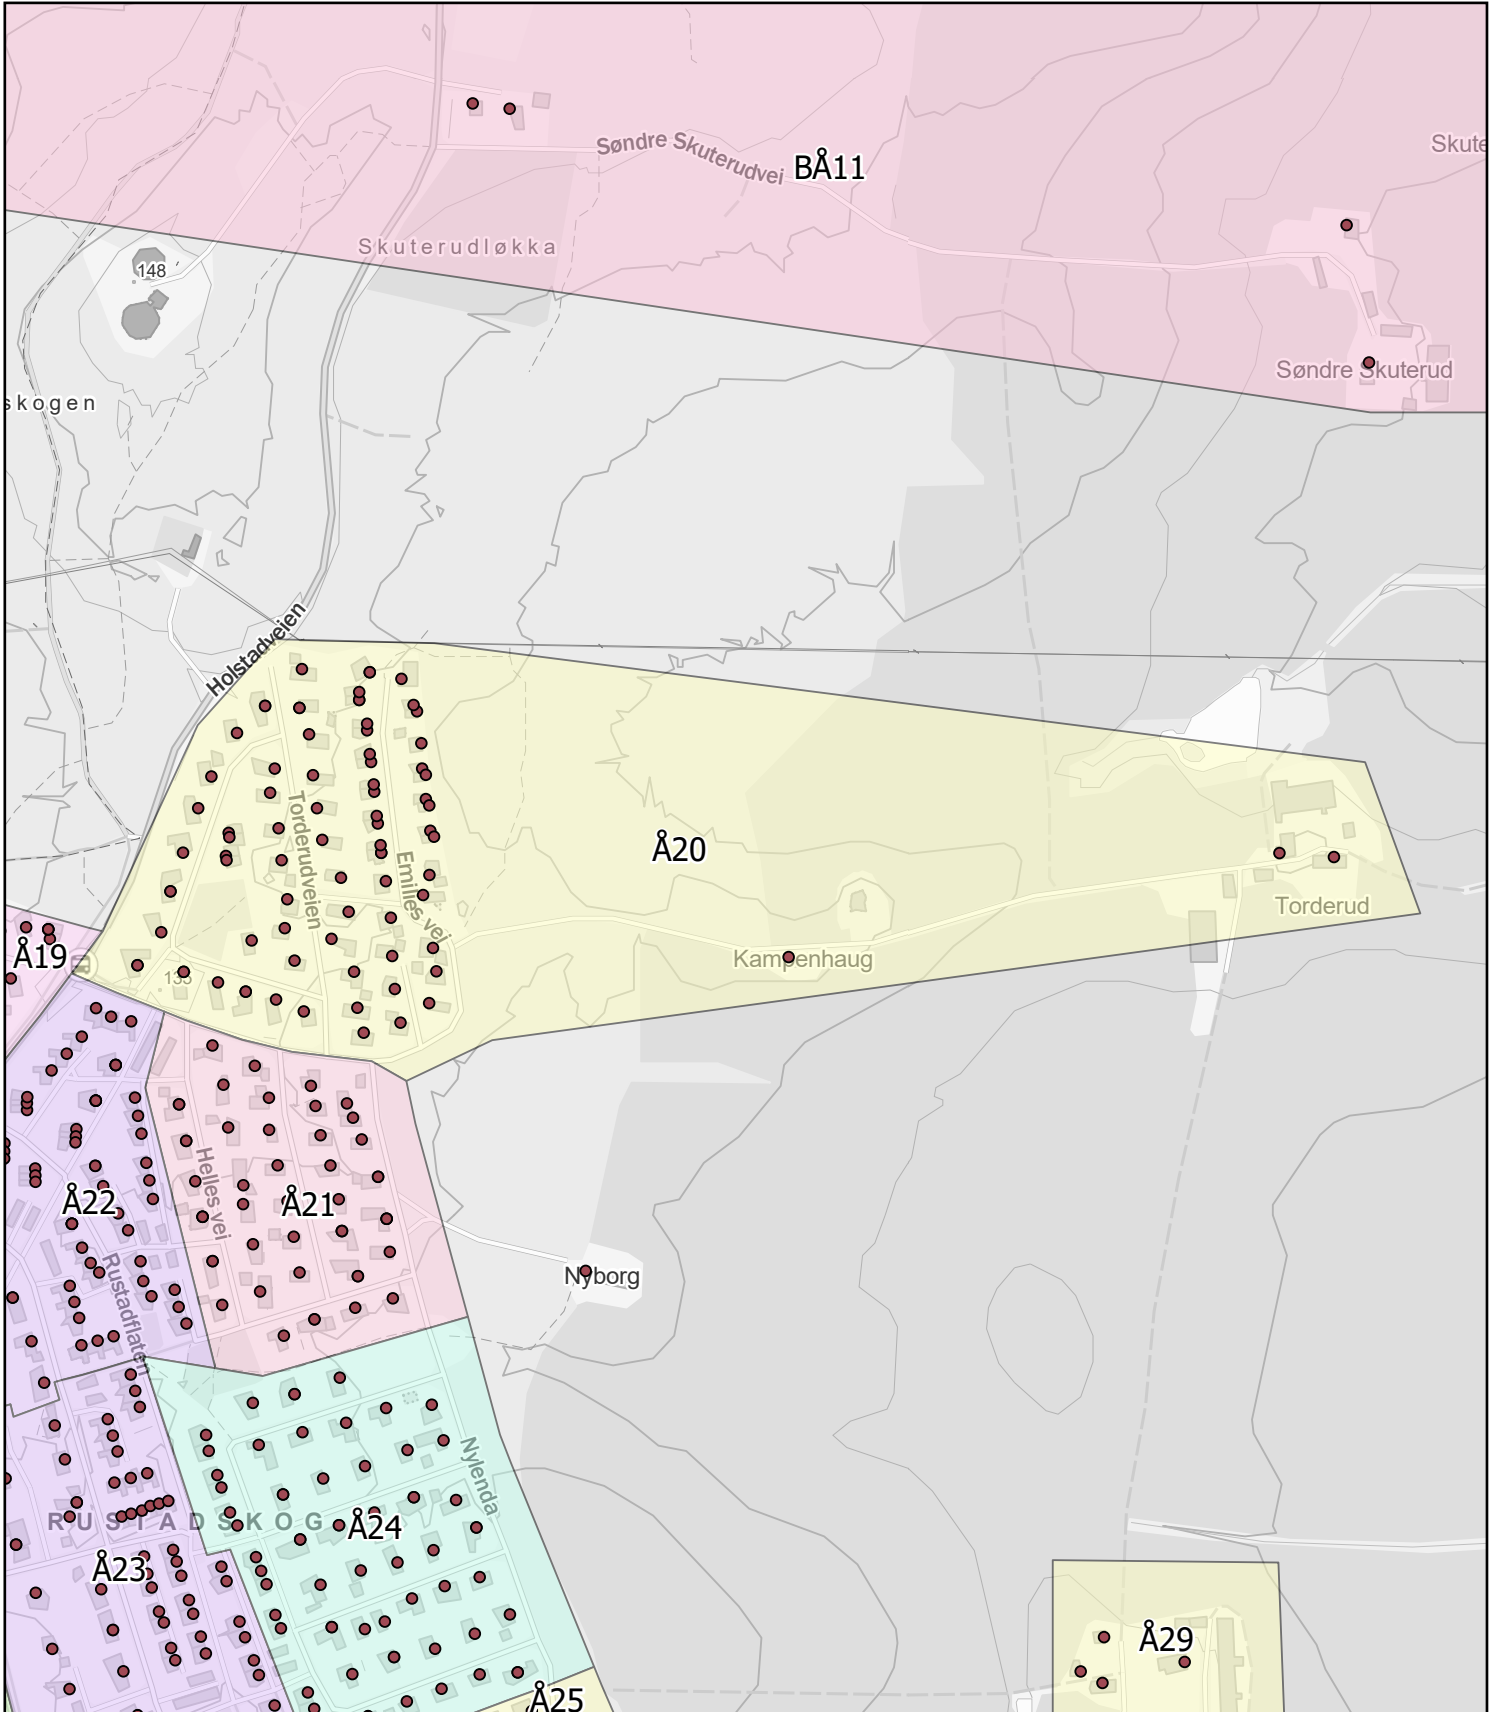 Søndre Skuterudvei
BÅ11
Skute
Skuterudløkka
148
Søndre Skuterud
skogen
Holstadveien
Torderudveien
Emilies vei
Å20
Torderud
Å19
Kampenhaug
133
Å22
Helles vei
Å21
Nyborg
Rustadflaten
Nylenda
RUSTADSKOG
Å24
Å23
Å29
Å25